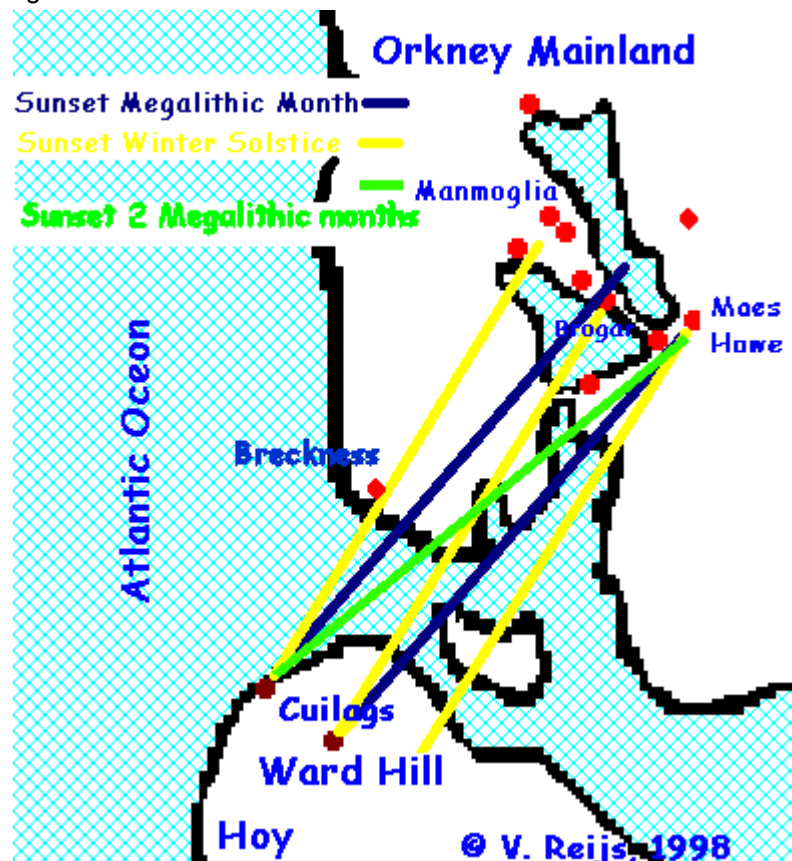 Orkney Mainland
Sunset Megalithic Month
Sunset Winter Solstice
Manmoglia
Sunset 2 Megalithic months
Maes
Howe
Brogar
Atlantic Ocean
Breckness
Cuilags
Ward Hill
Hoy
© V. Reijs, 1998